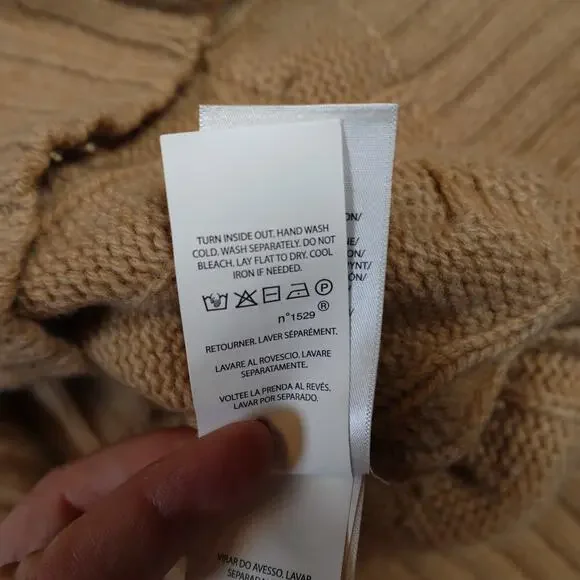 TURN INSIDE OUT. HAND WASH
COLD. WASH SEPARATELY. DO NOT
BLEACH. LAY FLAT TO DRY. COOL
IRON IF NEEDED.
P
®
n°1529
RETOURNER. LAVER SÉPARÉMENT.
LAVARE AL ROVESCIO. LAVARE
SEPARATAMENTE.
VOLTEE LA PRENDA AL REVÉS,
LAVAR POR SEPARADO.
VIRAR DO AVESSO. LAVAR